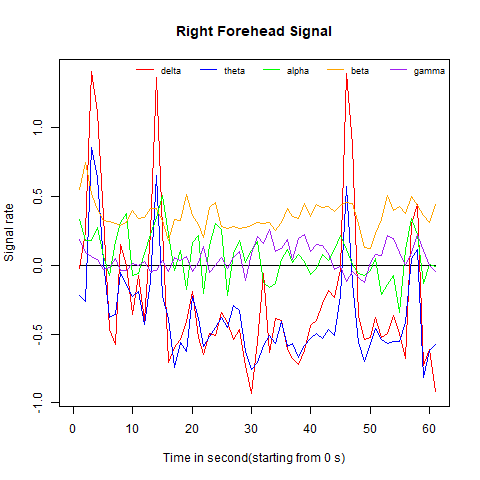 Right Forehead Signal
delta theta alpha beta gamma
Signal rate
1.0
0.5
0.0
-0.5
-1.0
0 10 20 30 40 50 60
Time in second(starting from 0 s)